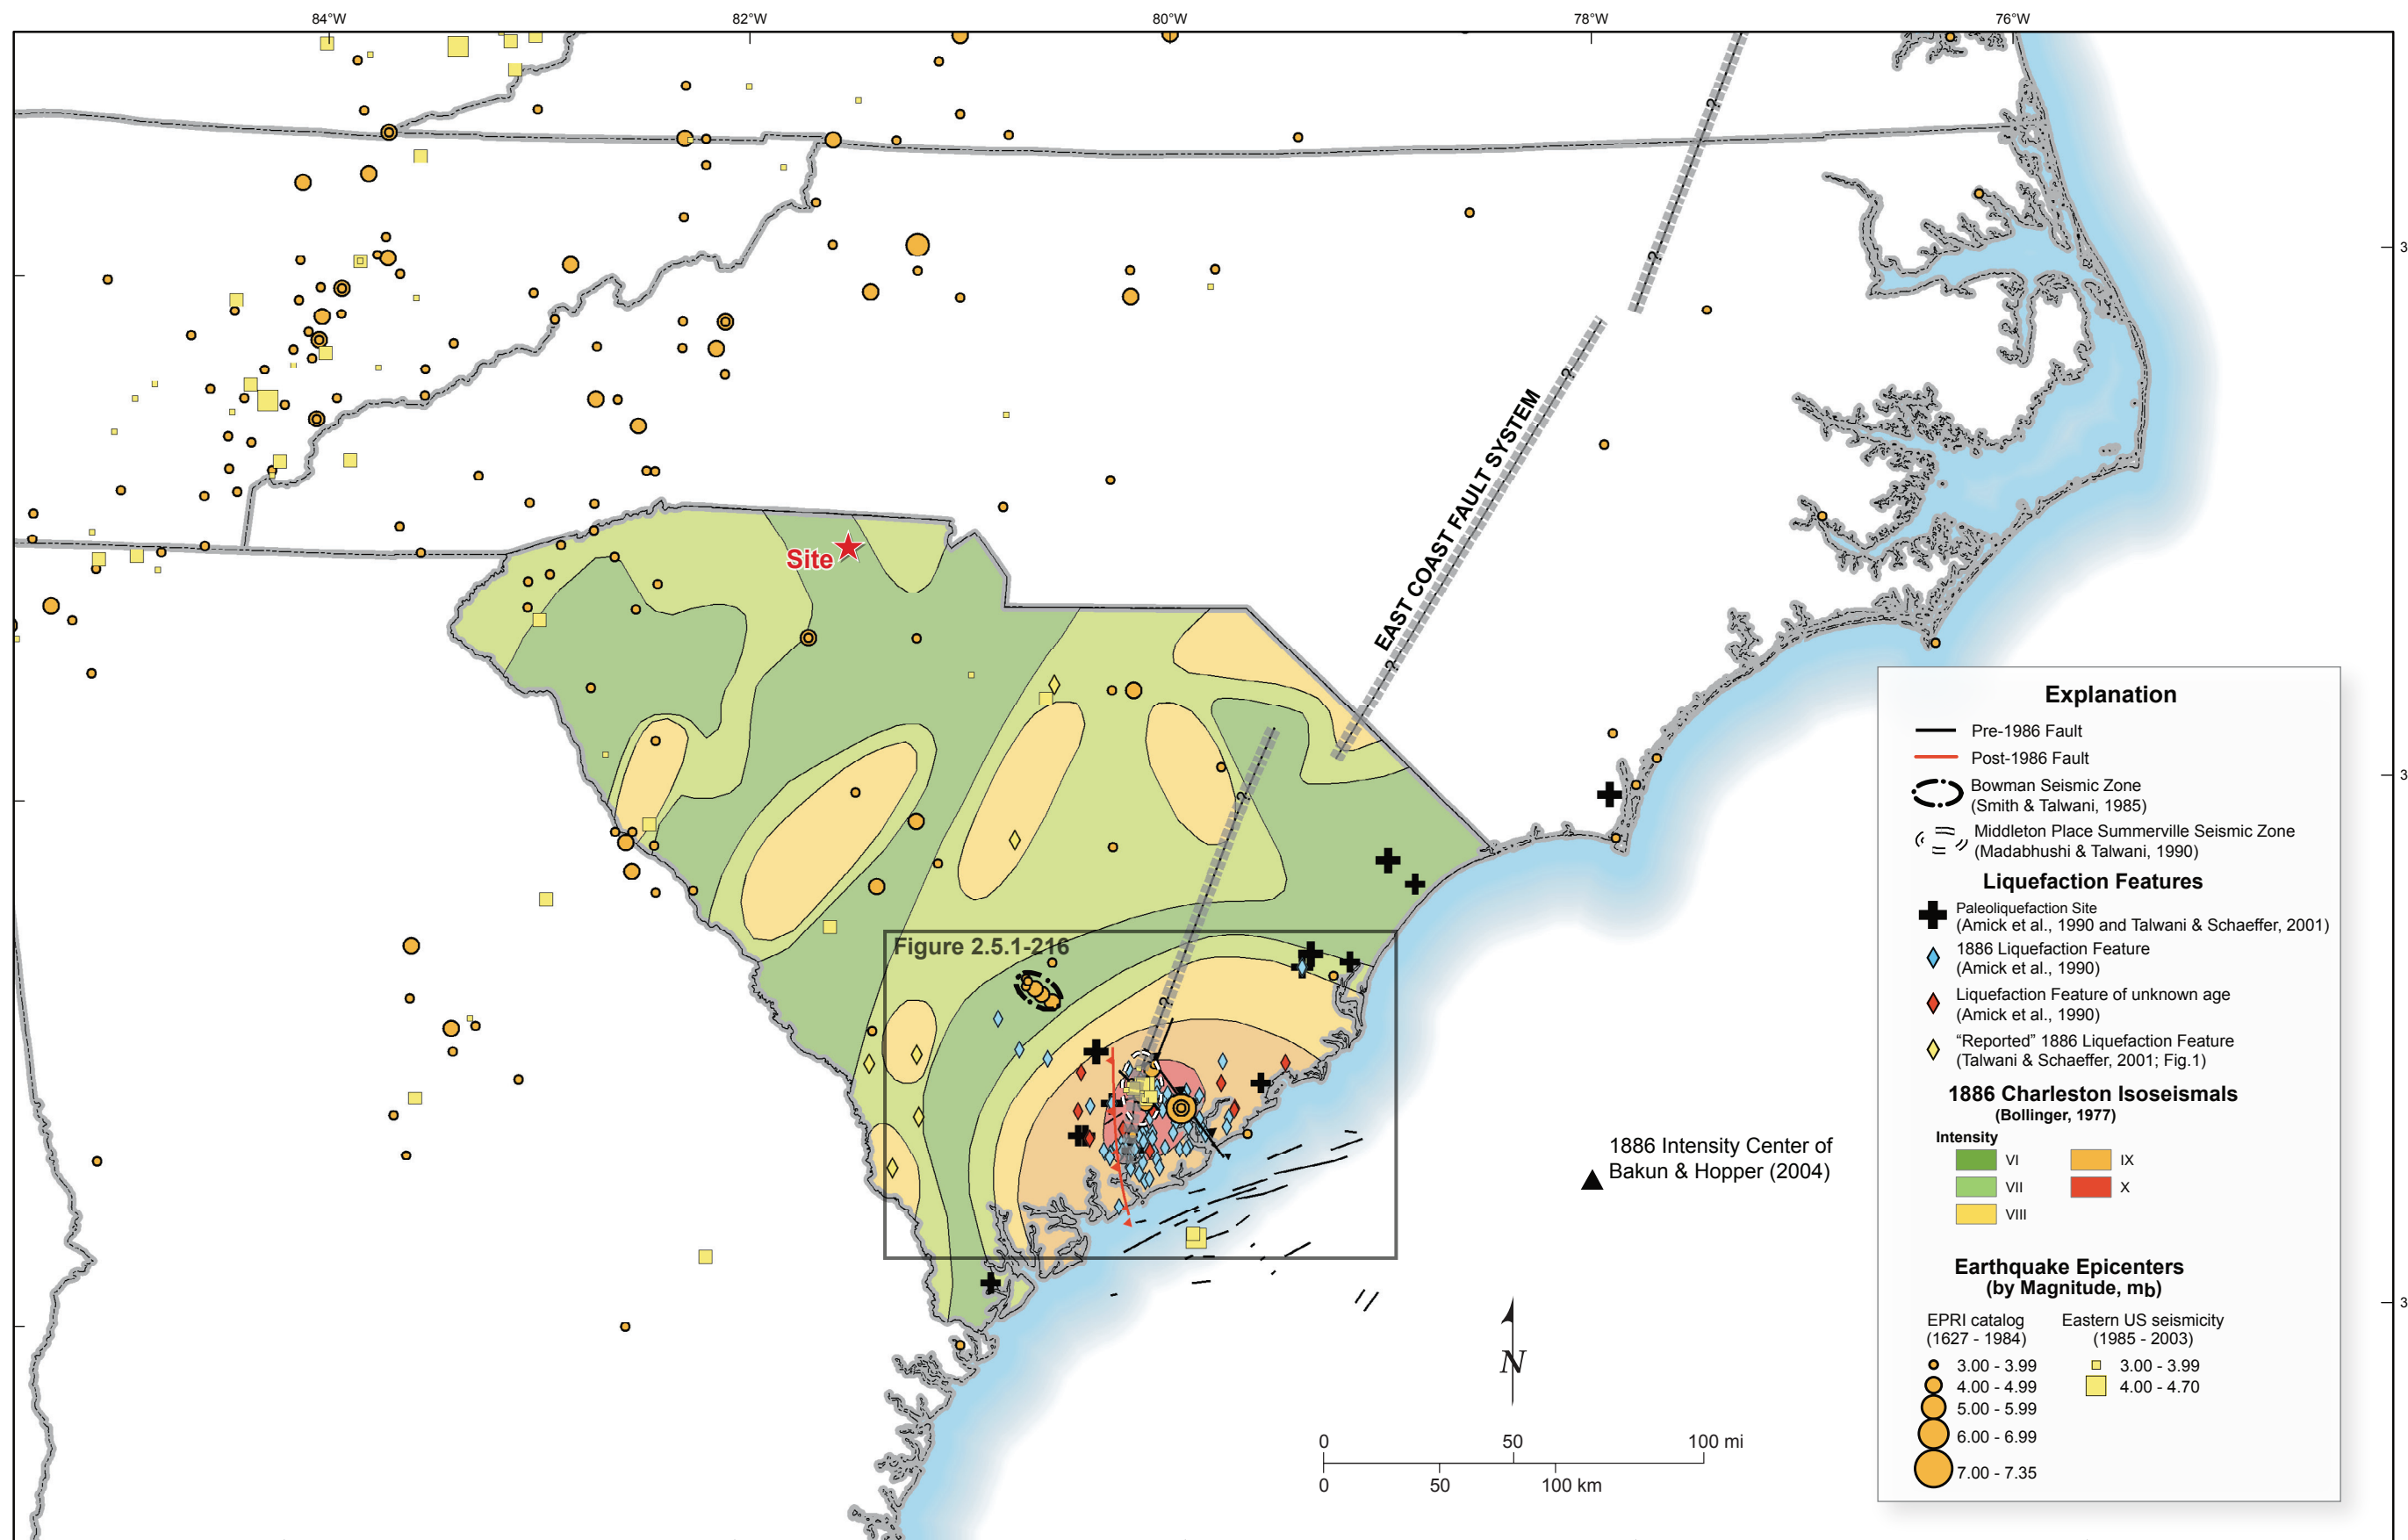 84°W
82°W
80°W
78°W
76°W
?
?
3
?
EAST COAST FAULT SYSTEM
Site
?
3
?
Figure 2.5.1-216
?
3
1886 Intensity Center of
Bakun & Hopper (2004)
N
0 50 100 mi
0 50 100 km
Explanation
Pre-1986 Fault
Post-1986 Fault
Bowman Seismic Zone
(Smith & Talwani, 1985)
Middleton Place Summerville Seismic Zone
(Madabhushi & Talwani, 1990)
Liquefaction Features
Paleoliquefaction Site
(Amick et al., 1990 and Talwani & Schaeffer, 2001)
1886 Liquefaction Feature
(Amick et al., 1990)
Liquefaction Feature of unknown age
(Amick et al., 1990)
“Reported” 1886 Liquefaction Feature
(Talwani & Schaeffer, 2001; Fig.1)
1886 Charleston Isoseismals
(Bollinger, 1977)
Intensity
VI IX
VII X
VIII
Earthquake Epicenters
(by Magnitude, mb)
EPRI catalog
(1627 - 1984)
3.00 - 3.99
4.00 - 4.99
5.00 - 5.99
6.00 - 6.99
7.00 - 7.35
Eastern US seismicity
(1985 - 2003)
3.00 - 3.99
4.00 - 4.70